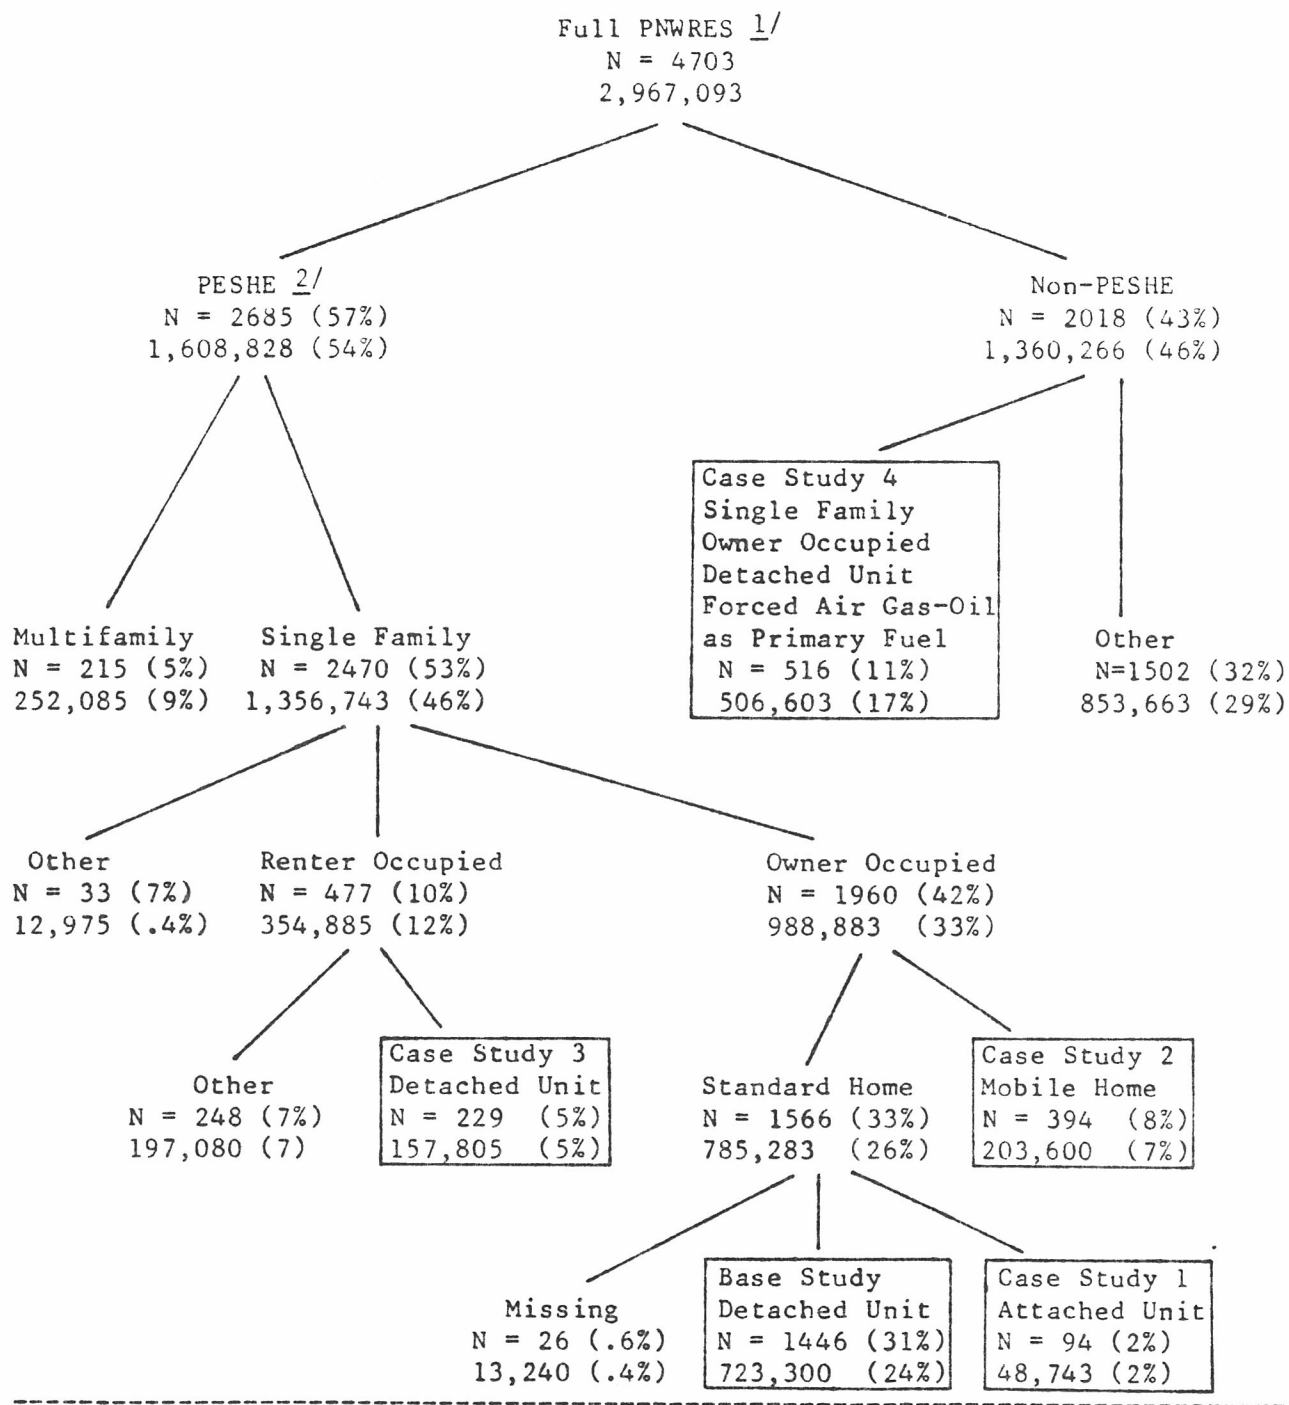 Full PNWRES 1/
N = 4703
2,967,093
PESHE 2/
N = 2685 (57%)
1,608,828 (54%)
Non-PESHE
N = 2018 (43%)
1,360,266 (46%)
Case Study 4
Single Family
Owner Occupied
Detached Unit
Forced Air Gas-Oil
as Primary Fuel
N = 516 (11%)
506,603 (17%)
Other
N=1502 (32%)
853,663 (29%)
Multifamily
N = 215 (5%)
252,085 (9%)
Single Family
N = 2470 (53%)
1,356,743 (46%)
Other
N = 33 (7%)
12,975 (.4%)
Renter Occupied
N = 477 (10%)
354,885 (12%)
Owner Occupied
N = 1960 (42%)
988,883 (33%)
Other
N = 248 (7%)
197,080 (7)
Case Study 3
Detached Unit
N = 229 (5%)
157,805 (5%)
Standard Home
N = 1566 (33%)
785,283 (26%)
Case Study 2
Mobile Home
N = 394 (8%)
203,600 (7%)
Missing
N = 26 (.6%)
13,240 (.4%)
Base Study
Detached Unit
N = 1446 (31%)
723,300 (24%)
Case Study 1
Attached Unit
N = 94 (2%)
48,743 (2%)